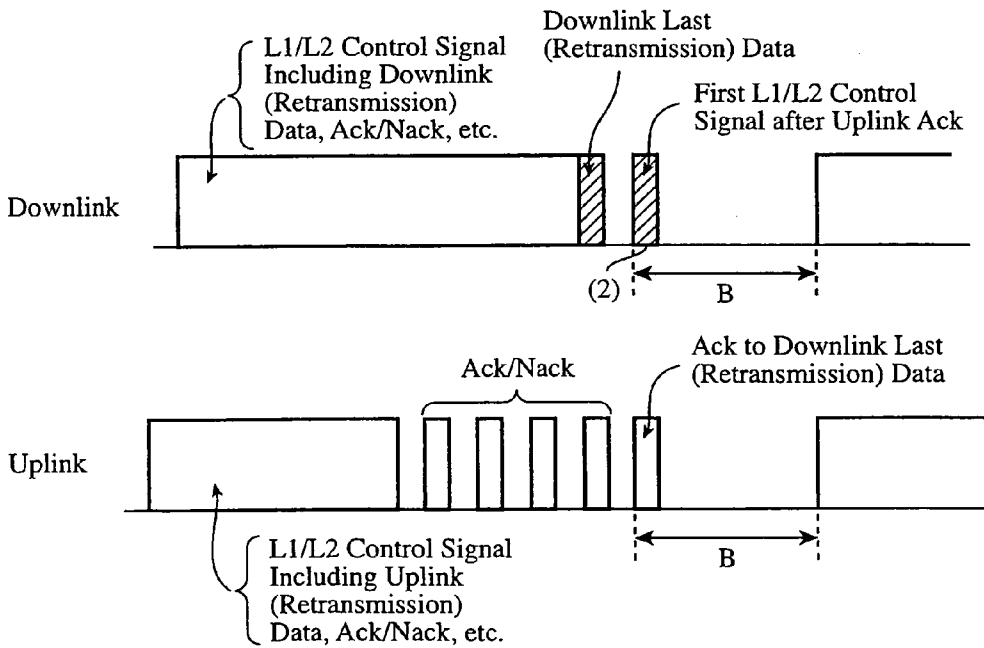 Downlink Last
(Retransmission) Data
L1/L2 Control Signal
Including Downlink
(Retransmission)
Data, Ack/Nack, etc.
First L1/L2 Control
Signal after Uplink Ack
Downlink
(2)
B
Ack/Nack
Ack to Downlink Last
(Retransmission) Data
Uplink
B
L1/L2 Control Signal
Including Uplink
(Retransmission)
Data, Ack/Nack, etc.